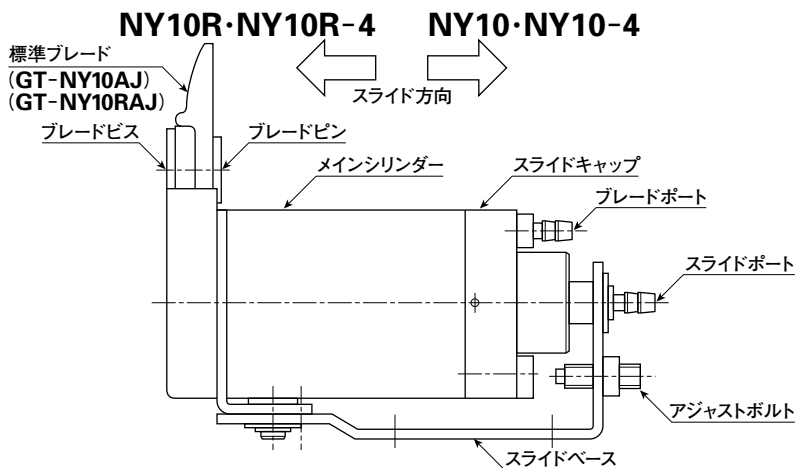 NY10R･NY10R-4 NY10･NY10-4
標準ブレード
(GT-NY10AJ)
(GT-NY10RAJ)
スライド方向
ブレードビス
ブレードピン
メインシリンダー
スライドキャップ
ブレードポート
スライドポート
アジャストボルト
スライドベース